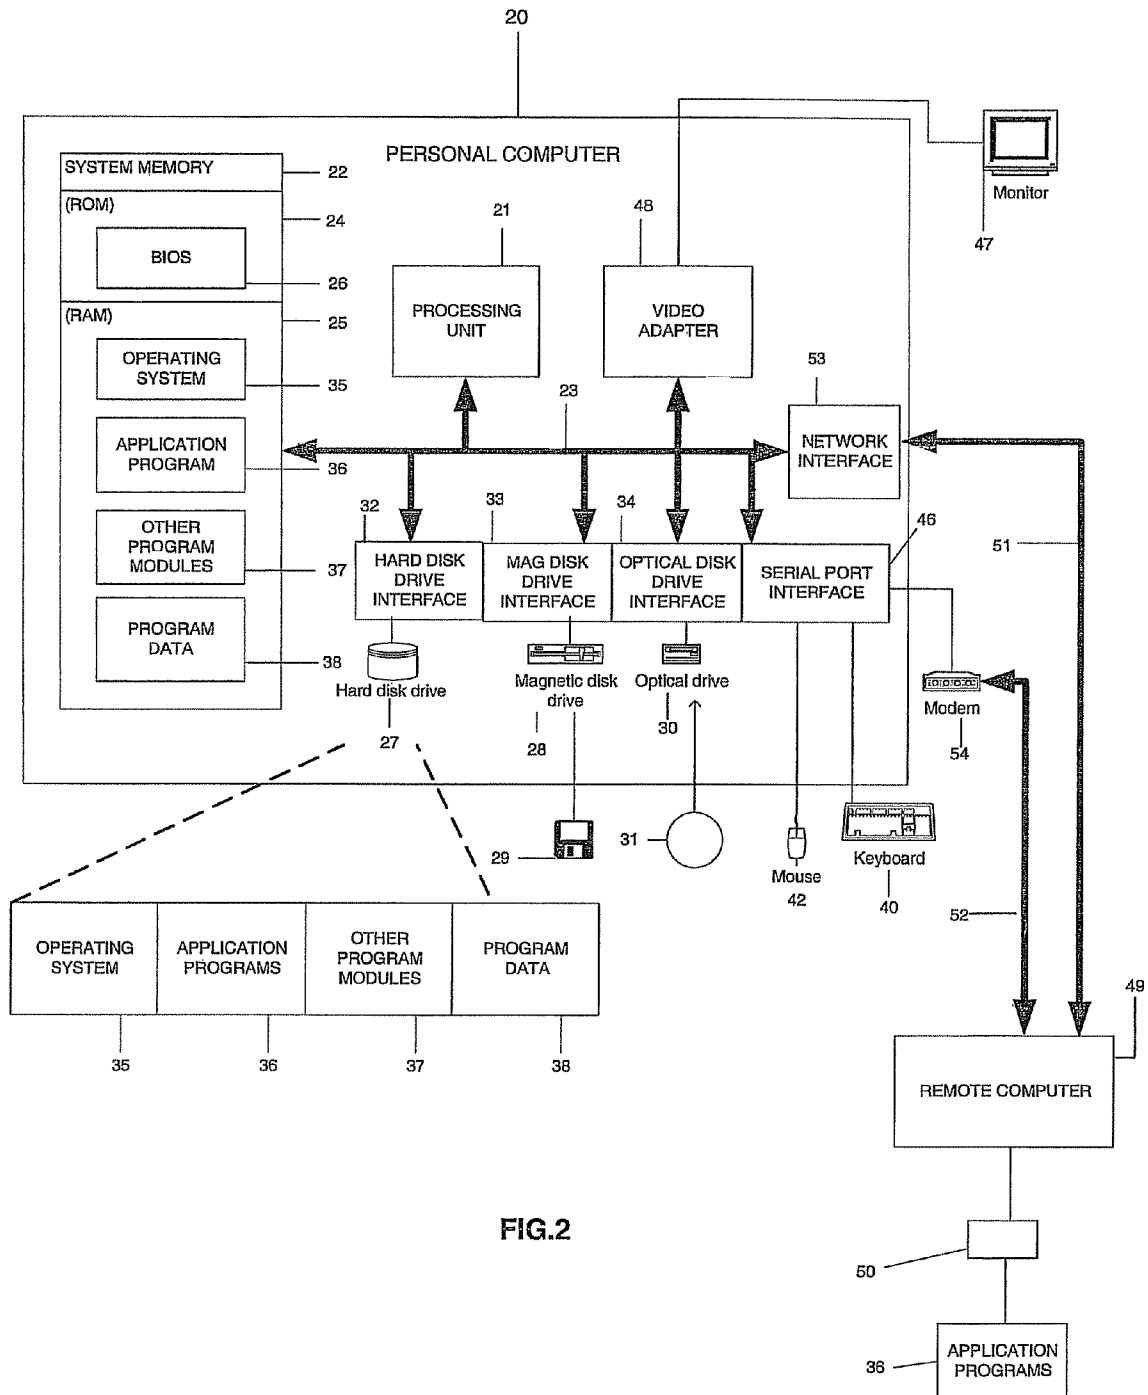 20
PERSONAL COMPUTER
SYSTEM MEMORY
22
(ROM)
24
BIOS
26
(RAM)
25
OPERATING
SYSTEM
35
APPLICATION
PROGRAM
36
OTHER
PROGRAM
MODULES
37
PROGRAM
DATA
38
21
PROCESSING
UNIT
48
VIDEO
ADAPTER
Monitor
47
23
53
NETWORK
INTERFACE
32
HARD DISK
DRIVE
INTERFACE
33
MAG DISK
DRIVE
INTERFACE
34
OPTICAL DISK
DRIVE
INTERFACE
46
SERIAL PORT
INTERFACE
51
Hard disk drive
27
Magnetic disk
drive
28
Optical drive
30
Modem
54
29
31
Mouse
42
Keyboard
40
52
OPERATING
SYSTEM
APPLICATION
PROGRAMS
OTHER
PROGRAM
MODULES
PROGRAM
DATA
35
36
37
38
49
REMOTE COMPUTER
50
36
APPLICATION
PROGRAMS
FIG.2